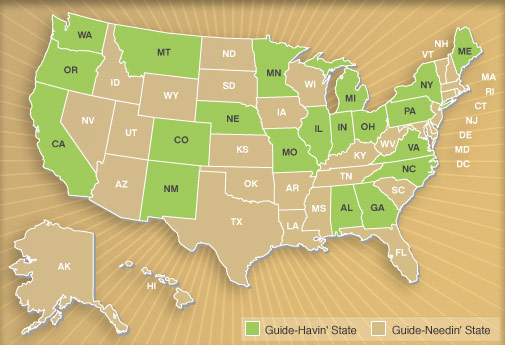 WA
MT
ND
MN
VT
NH
ME
OR
ID
SD
WI
MI
NY
MA
WY
RI
CT
NV
NE
IA
PA
NJ
UT
IL
IN
OH
DE
CA
CO
KS
MO
WV
VA
MD
KY
DC
NC
AZ
NM
OK
AR
TN
SC
TX
MS
AL
GA
LA
FL
AK
HI
Guide-Havin' State
Guide-Needin' State